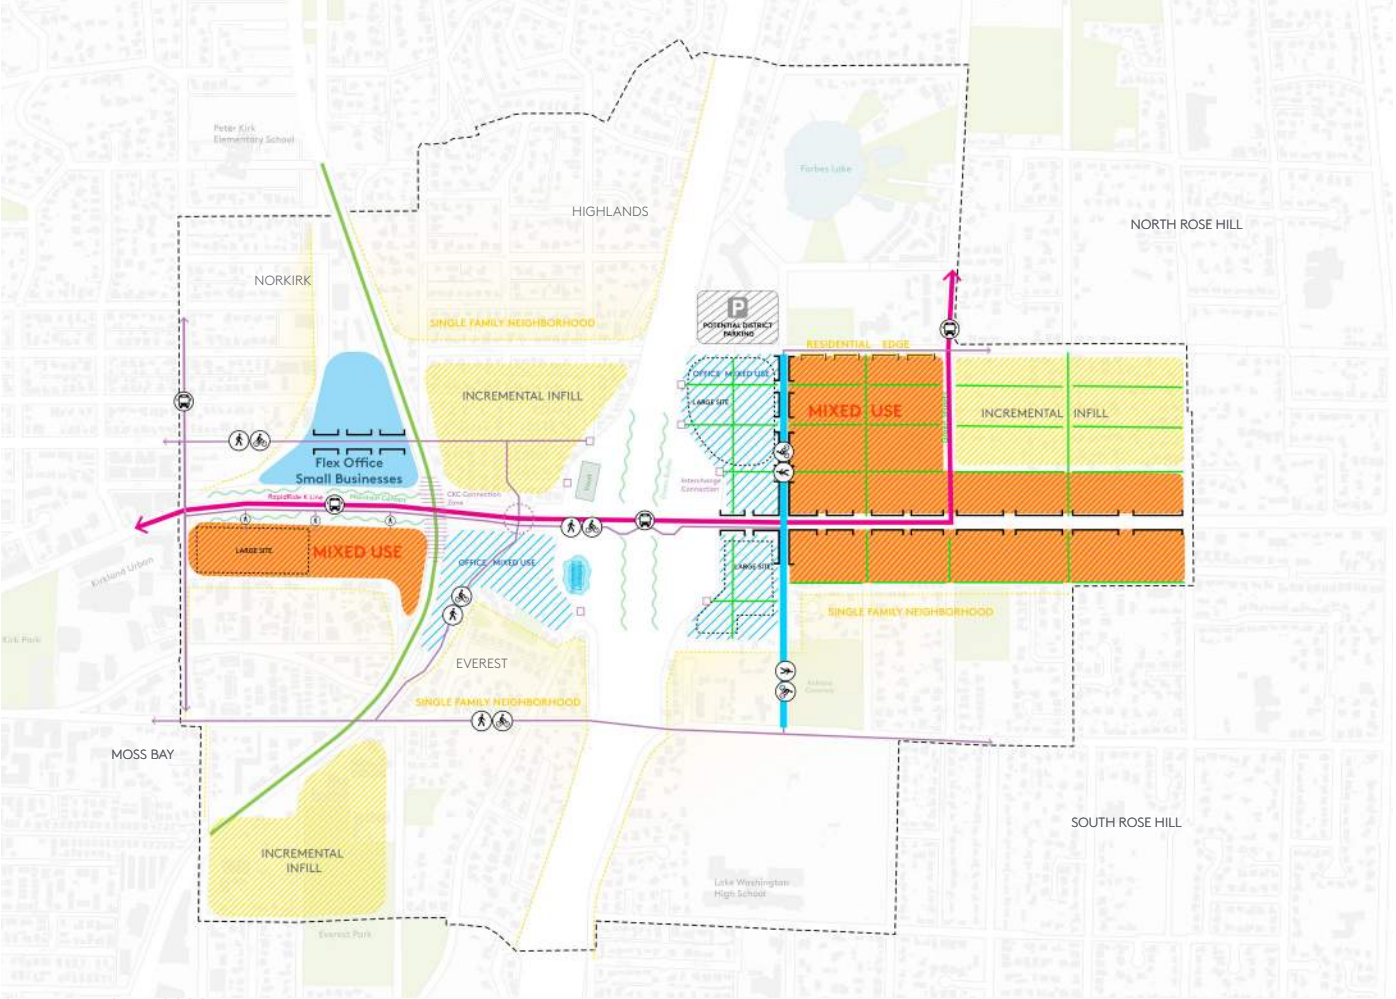 Peter Kirk
Elementary School
Forbes Lake
HIGHLANDS
NORTH ROSE HILL
NORKIRK
P
POTENTIAL DISTRICT
PARKING
SINGLE FAMILY NEIGHBORHOOD
RESIDENTIAL EDGE
OFFICE MIXED USE
LARGE SITE
INCREMENTAL INFILL
MIXED USE
INCREMENTAL INFILL
Flex Office
Small Businesses
Interchange
Connection
RapidRide K Line
CKC Connection
Zone
LARGE SITE
MIXED USE
OFFICE MIXED USE
LARGE SITE
Kirkland Urban
Kirk Park
SINGLE FAMILY NEIGHBORHOOD
EVEREST
SINGLE FAMILY NEIGHBORHOOD
MOSS BAY
SOUTH ROSE HILL
INCREMENTAL
INFILL
Lake Washington
High School
Everest Park